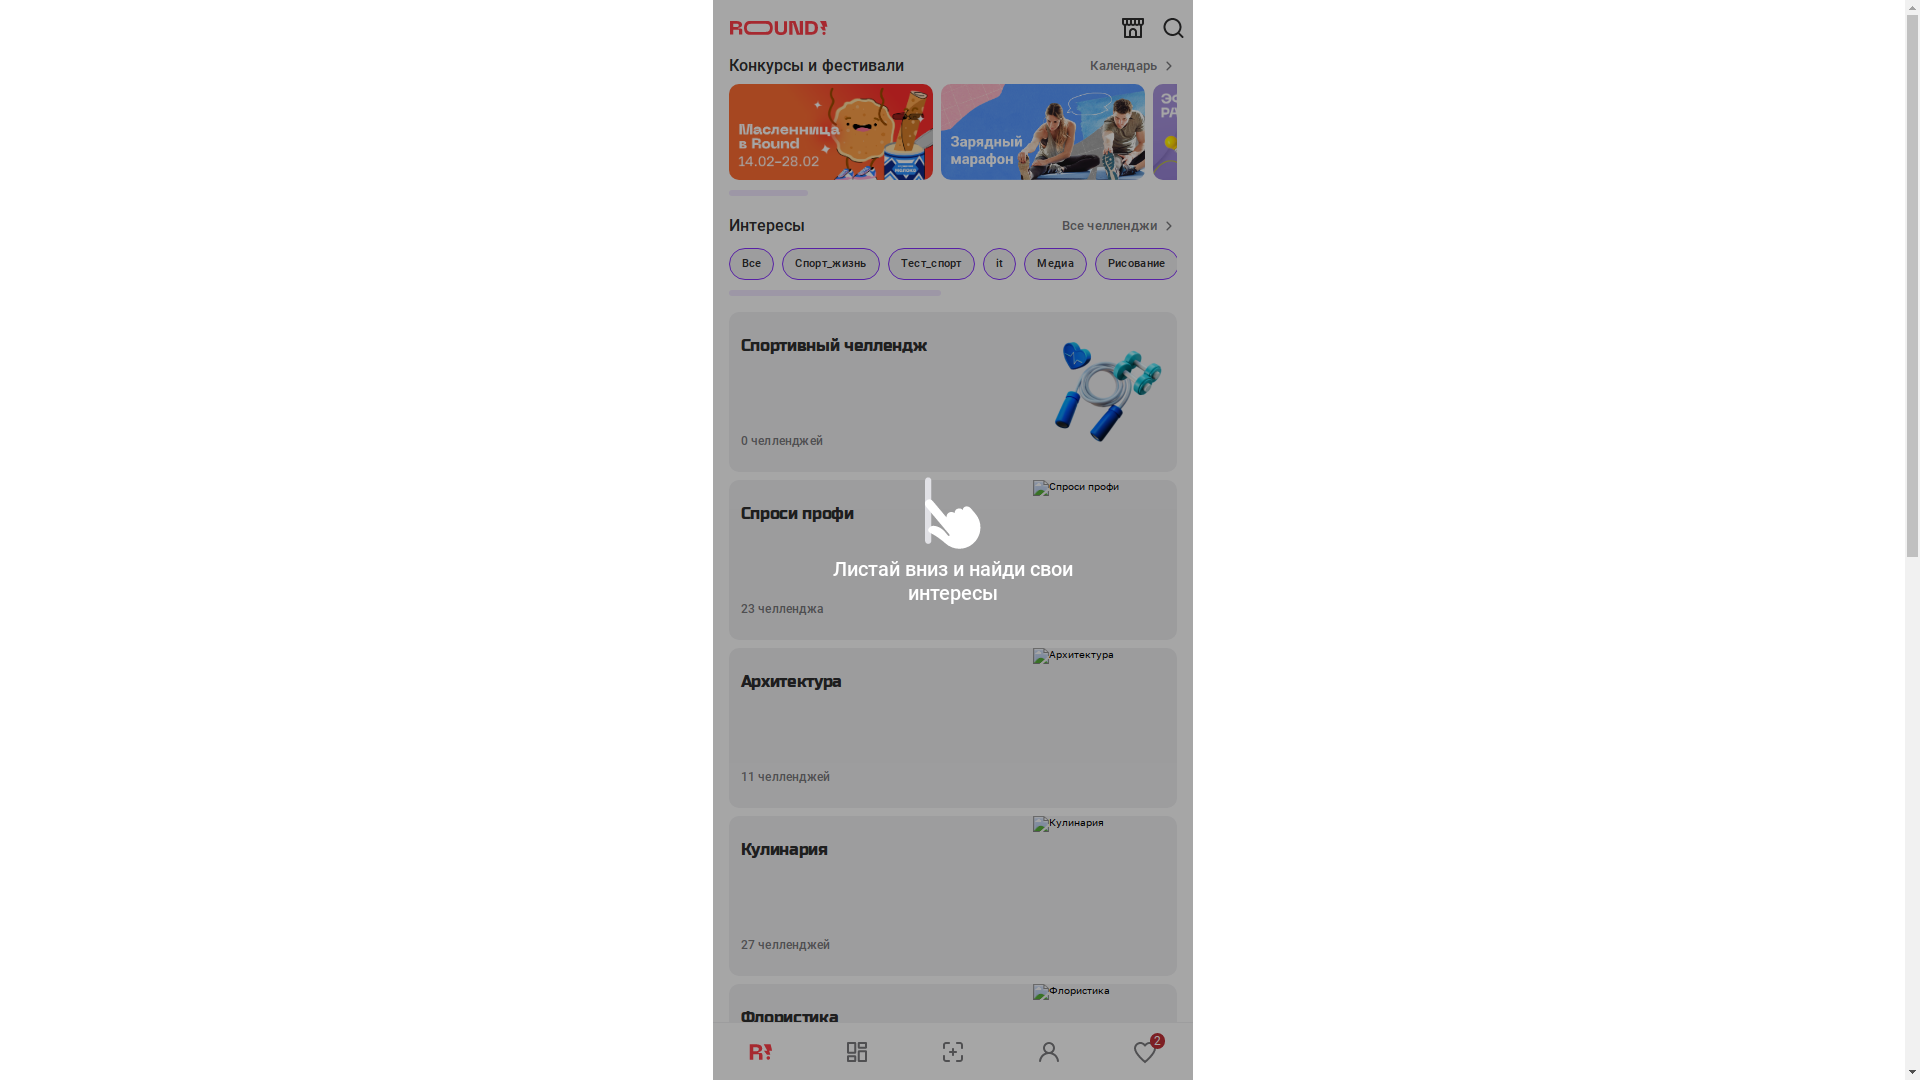 ROUND!
Конкурсы и фестивали
Календарь
Масленница
в Round
14.02–28.02
Зарядный
марафон
Интересы
Все челленджи
Все
Спорт_жизнь
Тест_спорт
it
Медиа
Рисование
Спортивный челлендж
0 челленджей
Спроси профи
Спроси профи
23 челленджа
Листай вниз и найди свои
интересы
Архитектура
Архитектура
11 челленджей
Кулинария
Кулинария
27 челленджей
Флористика
Флористика
R!
2